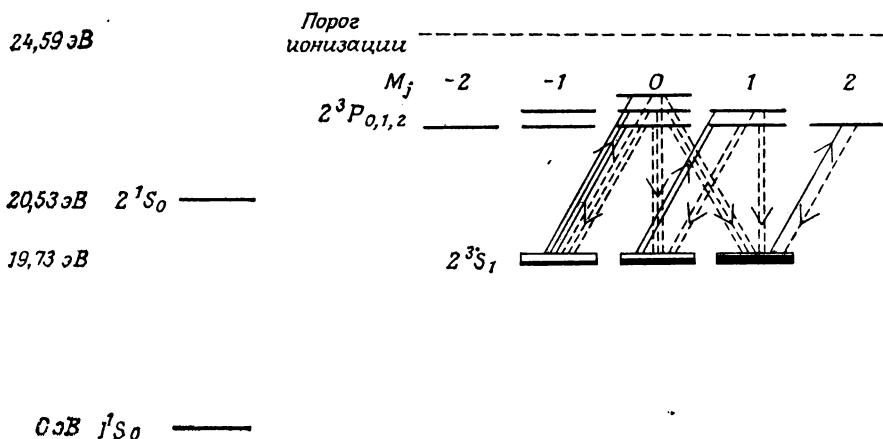 Порог
24,59 эВ ионизации
M_j -2 -1 0 1 2
2³P₀,₁,₂
20,53 эВ 2¹S₀
19,73 эВ 2³S₁
0 эВ 1¹S₀